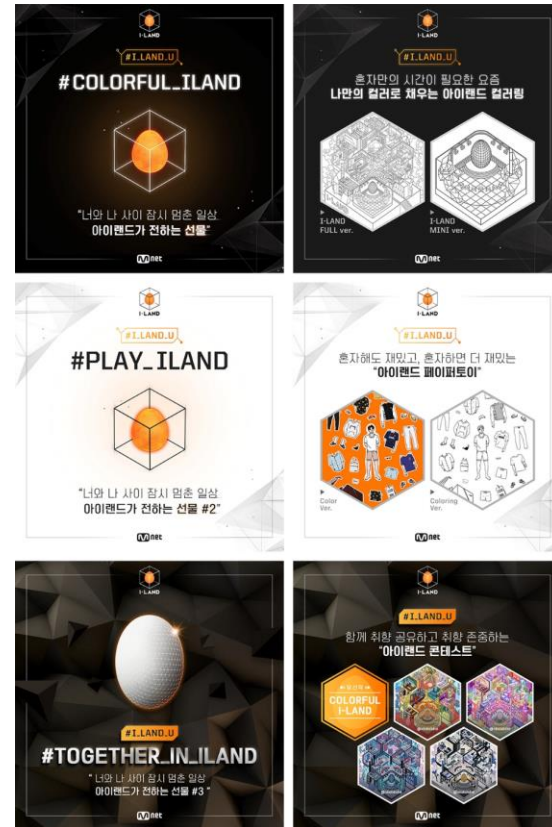 I-LAND
#I.LAND.U
#COLORFUL_ILAND
"너와 나 사이 잠시 멈춘 일상
아이랜드가 전하는 선물"
Mnet
I-LAND
#I.LAND.U
혼자만의 시간이 필요한 요즘
나만의 컬러로 채우는 아이랜드 컬러링
I-LAND
FULL ver.
I-LAND
MINI ver.
Mnet
I-LAND
#I.LAND.U
#PLAY_ILAND
"너와 나 사이 잠시 멈춘 일상
아이랜드가 전하는 선물 #2"
Mnet
I-LAND
#I.LAND.U
혼자해도 재밌고, 혼자하면 더 재밌는
"아이랜드 페이퍼토이"
Color
Ver.
Coloring
Ver.
Mnet
I-LAND
#I.LAND.U
#TOGETHER_IN_ILAND
" 너와 나 사이 잠시 멈춘 일상
아이랜드가 전하는 선물 #3 "
Mnet
I-LAND
#I.LAND.U
함께 취향 공유하고 취향 존중하는
"아이랜드 콘테스트"
COLORFUL
I-LAND
Mnet